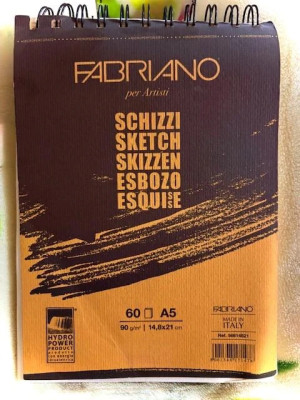 FABRIANO
per Artisti
SCHIZZI
SKETCH
SKIZZEN
ESBOZO
ESQUISSE
60 A5
90 g/m² 14,8x21 cm
HYDRO
POWER
PRODUCT
FABRIANO
MADE IN
ITALY